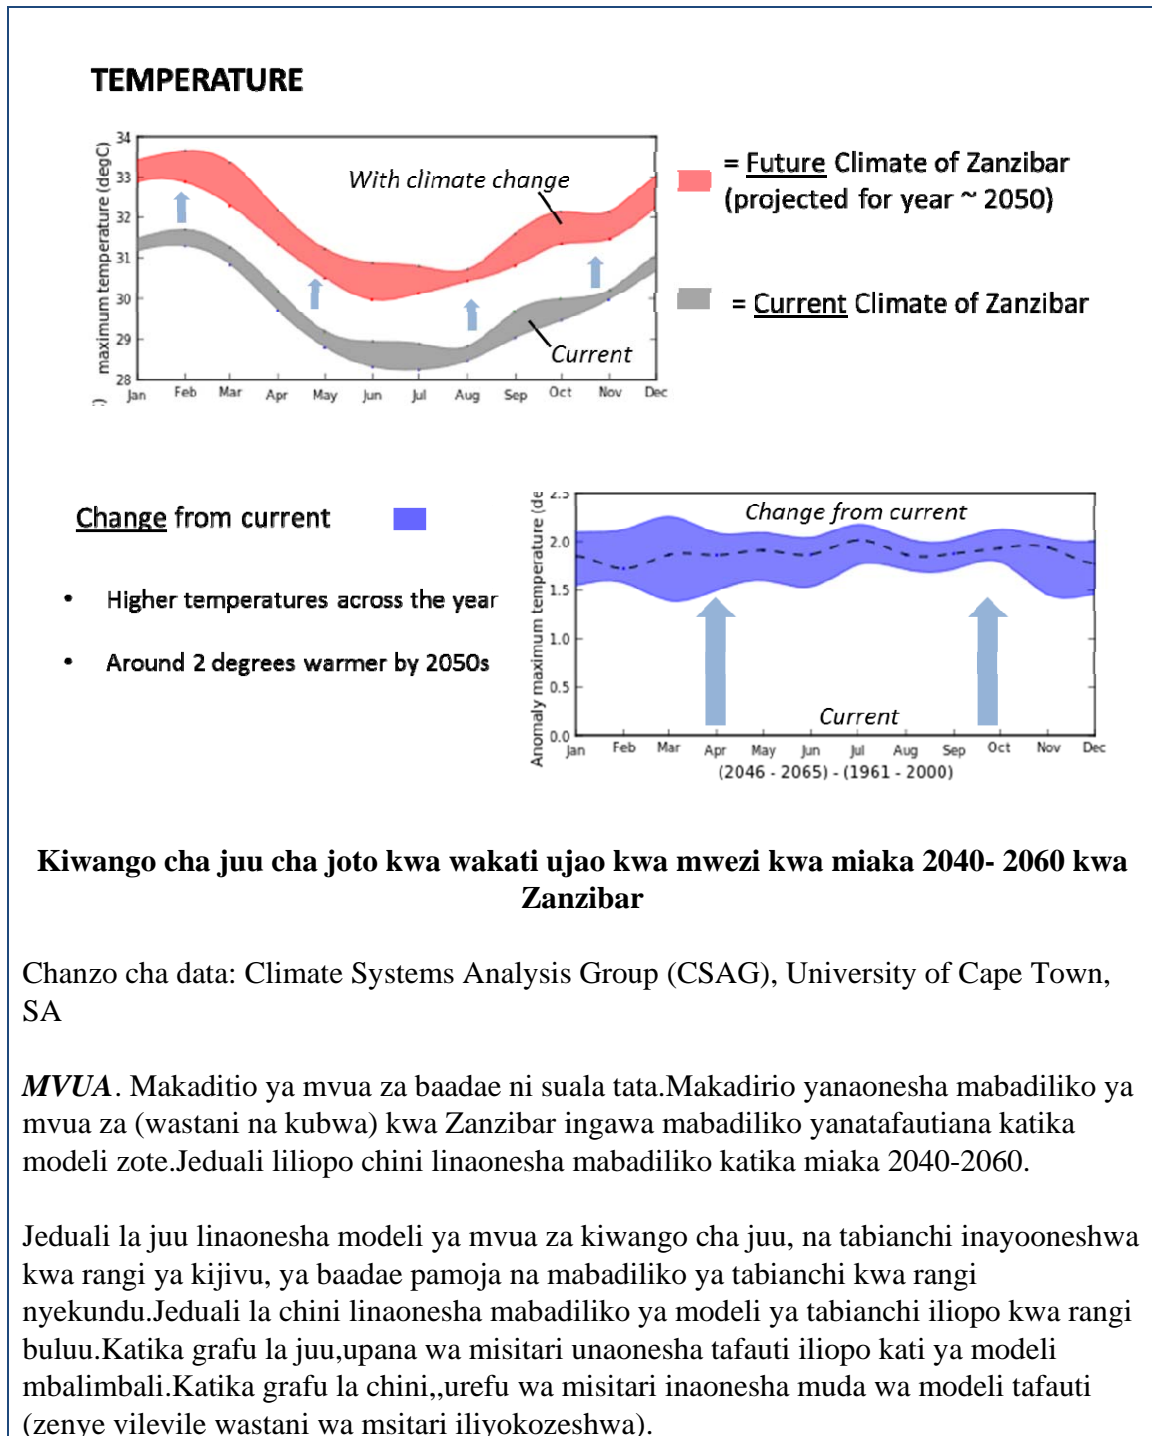 TEMPERATURE
maximum temperature (degC)
34
33
32
31
30
29
28
With climate change
Current
Jan Feb Mar Apr May Jun Jul Aug Sep Oct Nov Dec
= Future Climate of Zanzibar
(projected for year ~ 2050)
= Current Climate of Zanzibar
Change from current
• Higher temperatures across the year
• Around 2 degrees warmer by 2050s
Anomaly maximum temperature (de
2.5
2.0
1.5
1.0
0.5
0.0
Change from current
Current
Jan Feb Mar Apr May Jun Jul Aug Sep Oct Nov Dec
(2046 - 2065) - (1961 - 2000)
Kiwango cha juu cha joto kwa wakati ujao kwa mwezi kwa miaka 2040- 2060 kwa
Zanzibar
Chanzo cha data: Climate Systems Analysis Group (CSAG), University of Cape Town,
SA
MVUA. Makaditio ya mvua za baadae ni suala tata.Makadirio yanaonesha mabadiliko ya
mvua za (wastani na kubwa) kwa Zanzibar ingawa mabadiliko yanatafautiana katika
modeli zote.Jeduali liliopo chini linaonesha mabadiliko katika miaka 2040-2060.
Jeduali la juu linaonesha modeli ya mvua za kiwango cha juu, na tabianchi inayooneshwa
kwa rangi ya kijivu, ya baadae pamoja na mabadiliko ya tabianchi kwa rangi
nyekundu.Jeduali la chini linaonesha mabadiliko ya modeli ya tabianchi iliopo kwa rangi
buluu.Katika grafu la juu,upana wa misitari unaonesha tafauti iliopo kati ya modeli
mbalimbali.Katika grafu la chini,,urefu wa misitari inaonesha muda wa modeli tafauti
(zenye vilevile wastani wa msitari iliyokozeshwa).